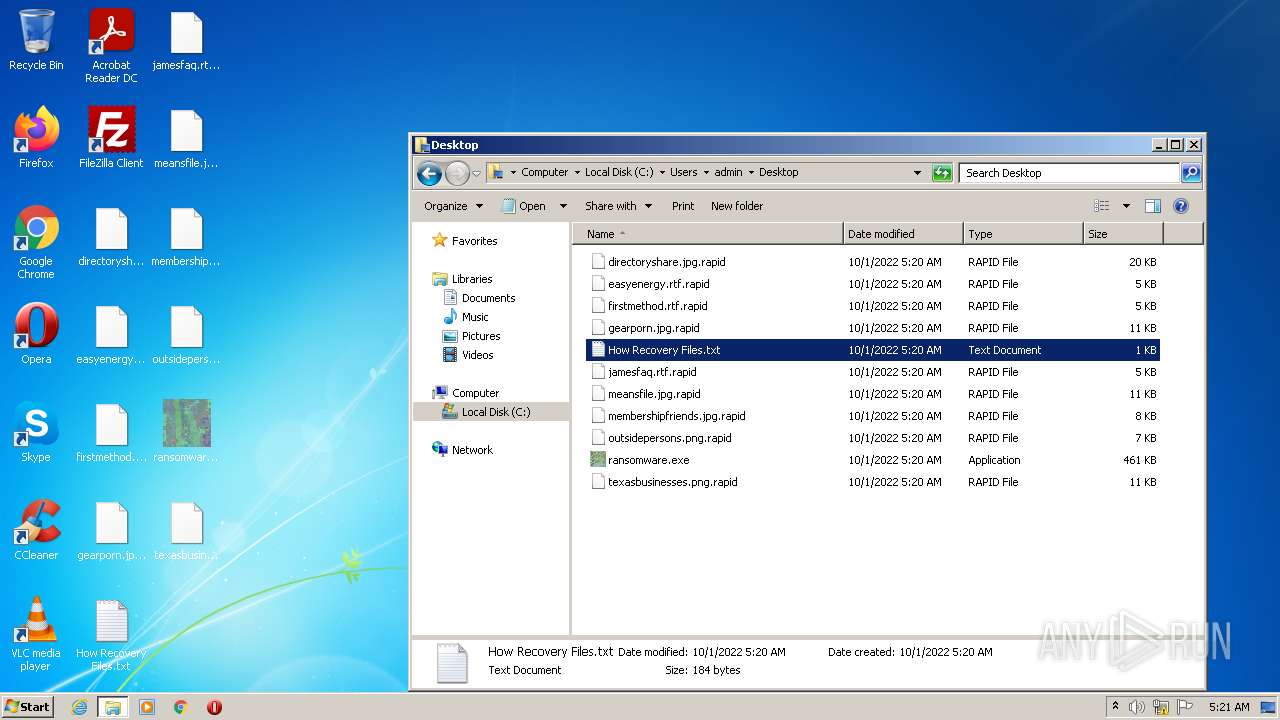 Recycle Bin
Acrobat
Reader DC
jamesfaq.rt...
Firefox
FileZilla Client
meansfile.j...
Google
Chrome
directorysh...
membership...
Opera
easyenergy...
outsidepers...
Skype
firstmethod....
ransomwar...
CCleaner
gearporn.jp...
texasbusin...
VLC media
player
How Recovery
Files.txt
Desktop
Computer Local Disk (C:) Users admin Desktop
Search Desktop
Organize Open Share with Print New folder
Favorites
Libraries
Documents
Music
Pictures
Videos
Computer
Local Disk (C:)
Network
Name Date modified Type Size
directoryshare.jpg.rapid 10/1/2022 5:20 AM RAPID File 20 KB
easyenergy.rtf.rapid 10/1/2022 5:20 AM RAPID File 5 KB
firstmethod.rtf.rapid 10/1/2022 5:20 AM RAPID File 5 KB
gearporn.jpg.rapid 10/1/2022 5:20 AM RAPID File 11 KB
How Recovery Files.txt 10/1/2022 5:20 AM Text Document 1 KB
jamesfaq.rtf.rapid 10/1/2022 5:20 AM RAPID File 5 KB
meansfile.jpg.rapid 10/1/2022 5:20 AM RAPID File 11 KB
membershipfriends.jpg.rapid 10/1/2022 5:20 AM RAPID File 8 KB
outsidepersons.png.rapid 10/1/2022 5:20 AM RAPID File 7 KB
ransomware.exe 10/1/2022 5:20 AM Application 461 KB
texasbusinesses.png.rapid 10/1/2022 5:20 AM RAPID File 11 KB
How Recovery Files.txt Date modified: 10/1/2022 5:20 AM Date created: 10/1/2022 5:20 AM
Text Document Size: 184 bytes
ANY RUN
Start
5:21 AM